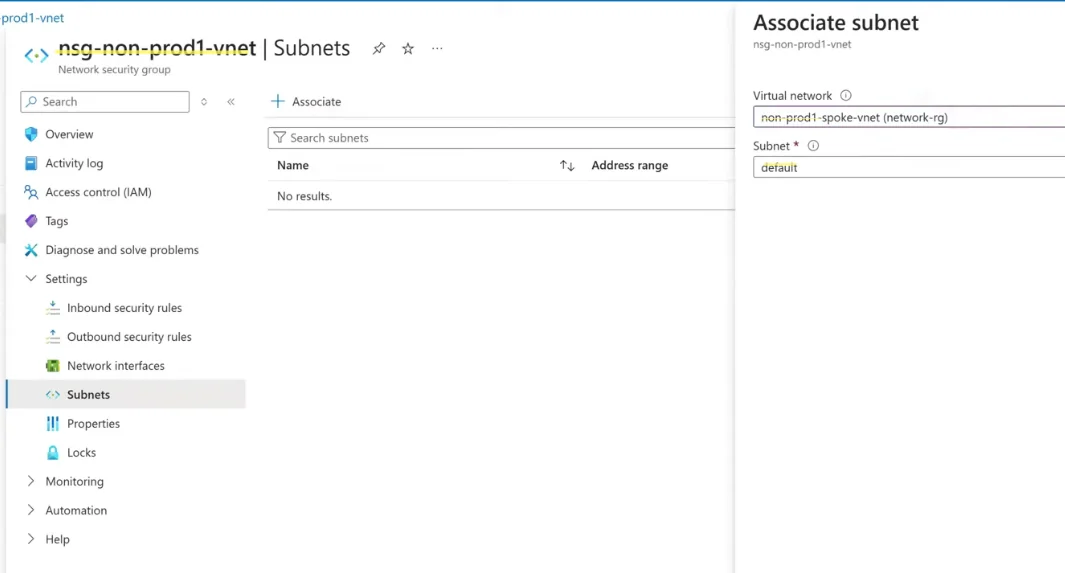 -prod1-vnet
nsg-non-prod1-vnet | Subnets
Network security group
Search
Overview
Activity log
Access control (IAM)
Tags
Diagnose and solve problems
Settings
Inbound security rules
Outbound security rules
Network interfaces
Subnets
Properties
Locks
Monitoring
Automation
Help
Associate
Search subnets
Name Address range
No results.
Associate subnet
nsg-non-prod1-vnet
Virtual network
non-prod1-spoke-vnet (network-rg)
Subnet *
default